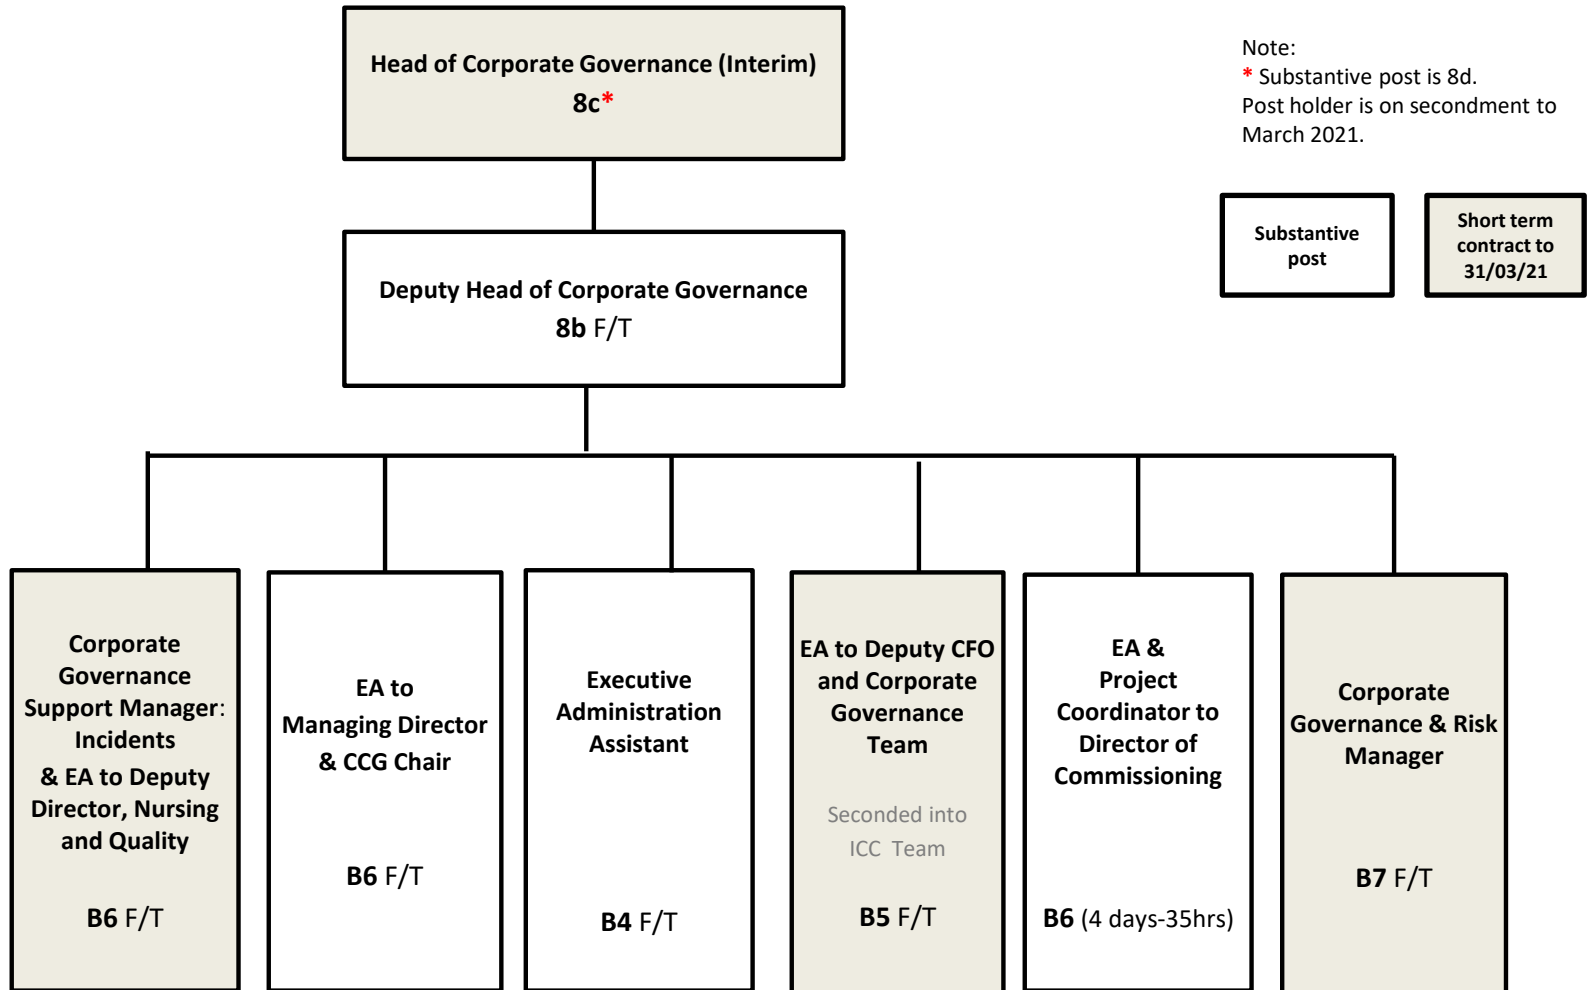 Head of Corporate Governance (Interim)
8c*
Note:
* Substantive post is 8d.
Post holder is on secondment to
March 2021.
Substantive
post
Short term
contract to
31/03/21
Deputy Head of Corporate Governance
8b F/T
Corporate
Governance
Support Manager:
Incidents
& EA to Deputy
Director, Nursing
and Quality
B6 F/T
EA to
Managing Director
& CCG Chair
B6 F/T
Executive
Administration
Assistant
B4 F/T
EA to Deputy CFO
and Corporate
Governance
Team
Seconded into
ICC Team
B5 F/T
EA &
Project
Coordinator to
Director of
Commissioning
B6 (4 days-35hrs)
Corporate
Governance & Risk
Manager
B7 F/T